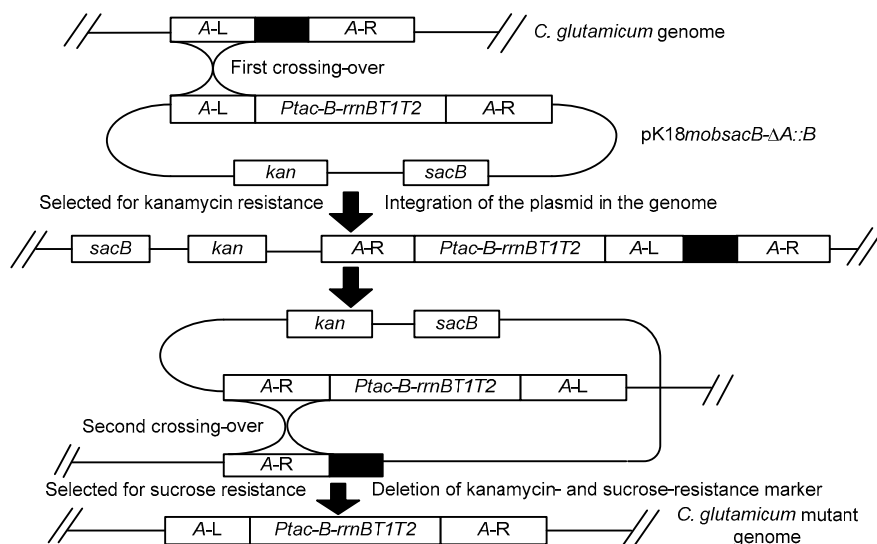 A-L A-R C. glutamicum genome
First crossing-over
A-L Ptac-B-rrnBT1T2 A-R
pK18mobsacB-ΔA::B
kan sacB
Selected for kanamycin resistance Integration of the plasmid in the genome
sacB kan A-R Ptac-B-rrnBT1T2 A-L A-R
kan sacB
A-R Ptac-B-rrnBT1T2 A-L
Second crossing-over
A-R
Selected for sucrose resistance Deletion of kanamycin- and sucrose-resistance marker
A-L Ptac-B-rrnBT1T2 A-R C. glutamicum mutant
genome